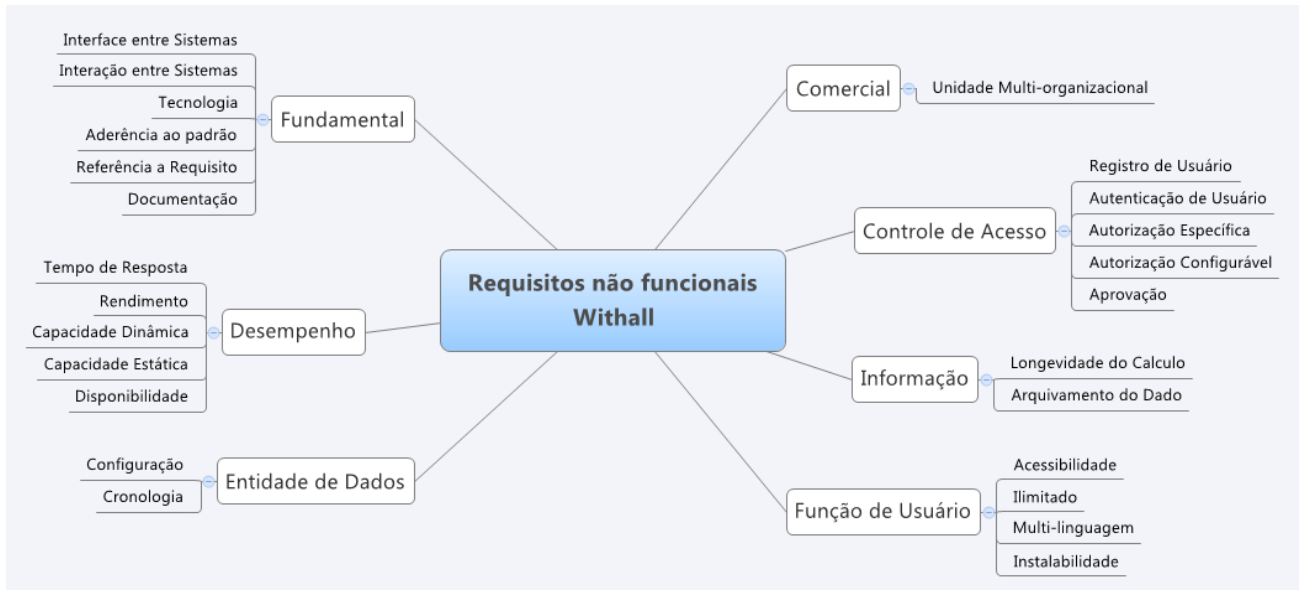 Requisitos não funcionais
Withall
Fundamental
Interface entre Sistemas
Interação entre Sistemas
Tecnologia
Aderência ao padrão
Referência a Requisito
Documentação
Desempenho
Tempo de Resposta
Rendimento
Capacidade Dinâmica
Capacidade Estática
Disponibilidade
Entidade de Dados
Configuração
Cronologia
Comercial
Unidade Multi-organizacional
Controle de Acesso
Registro de Usuário
Autenticação de Usuário
Autorização Específica
Autorização Configurável
Aprovação
Informação
Longevidade do Calculo
Arquivamento do Dado
Função de Usuário
Acessibilidade
Ilimitado
Multi-linguagem
Instalabilidade